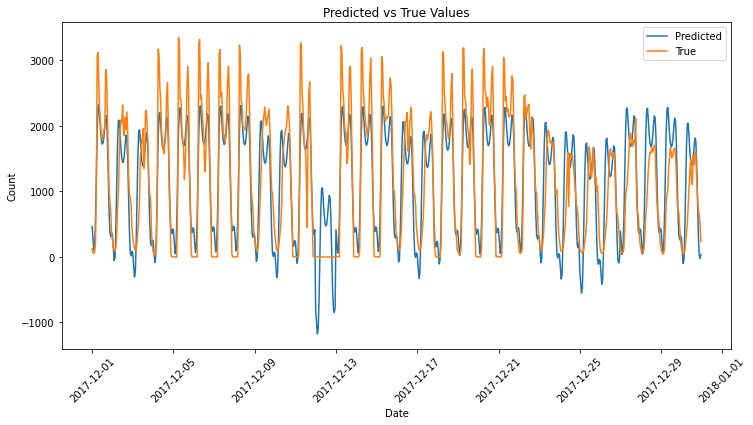 Predicted vs True Values
Predicted
True
Count
3000
2000
1000
0
−1000
2017-12-01
2017-12-05
2017-12-09
2017-12-13
2017-12-17
2017-12-21
2017-12-25
2017-12-29
2018-01-01
Date